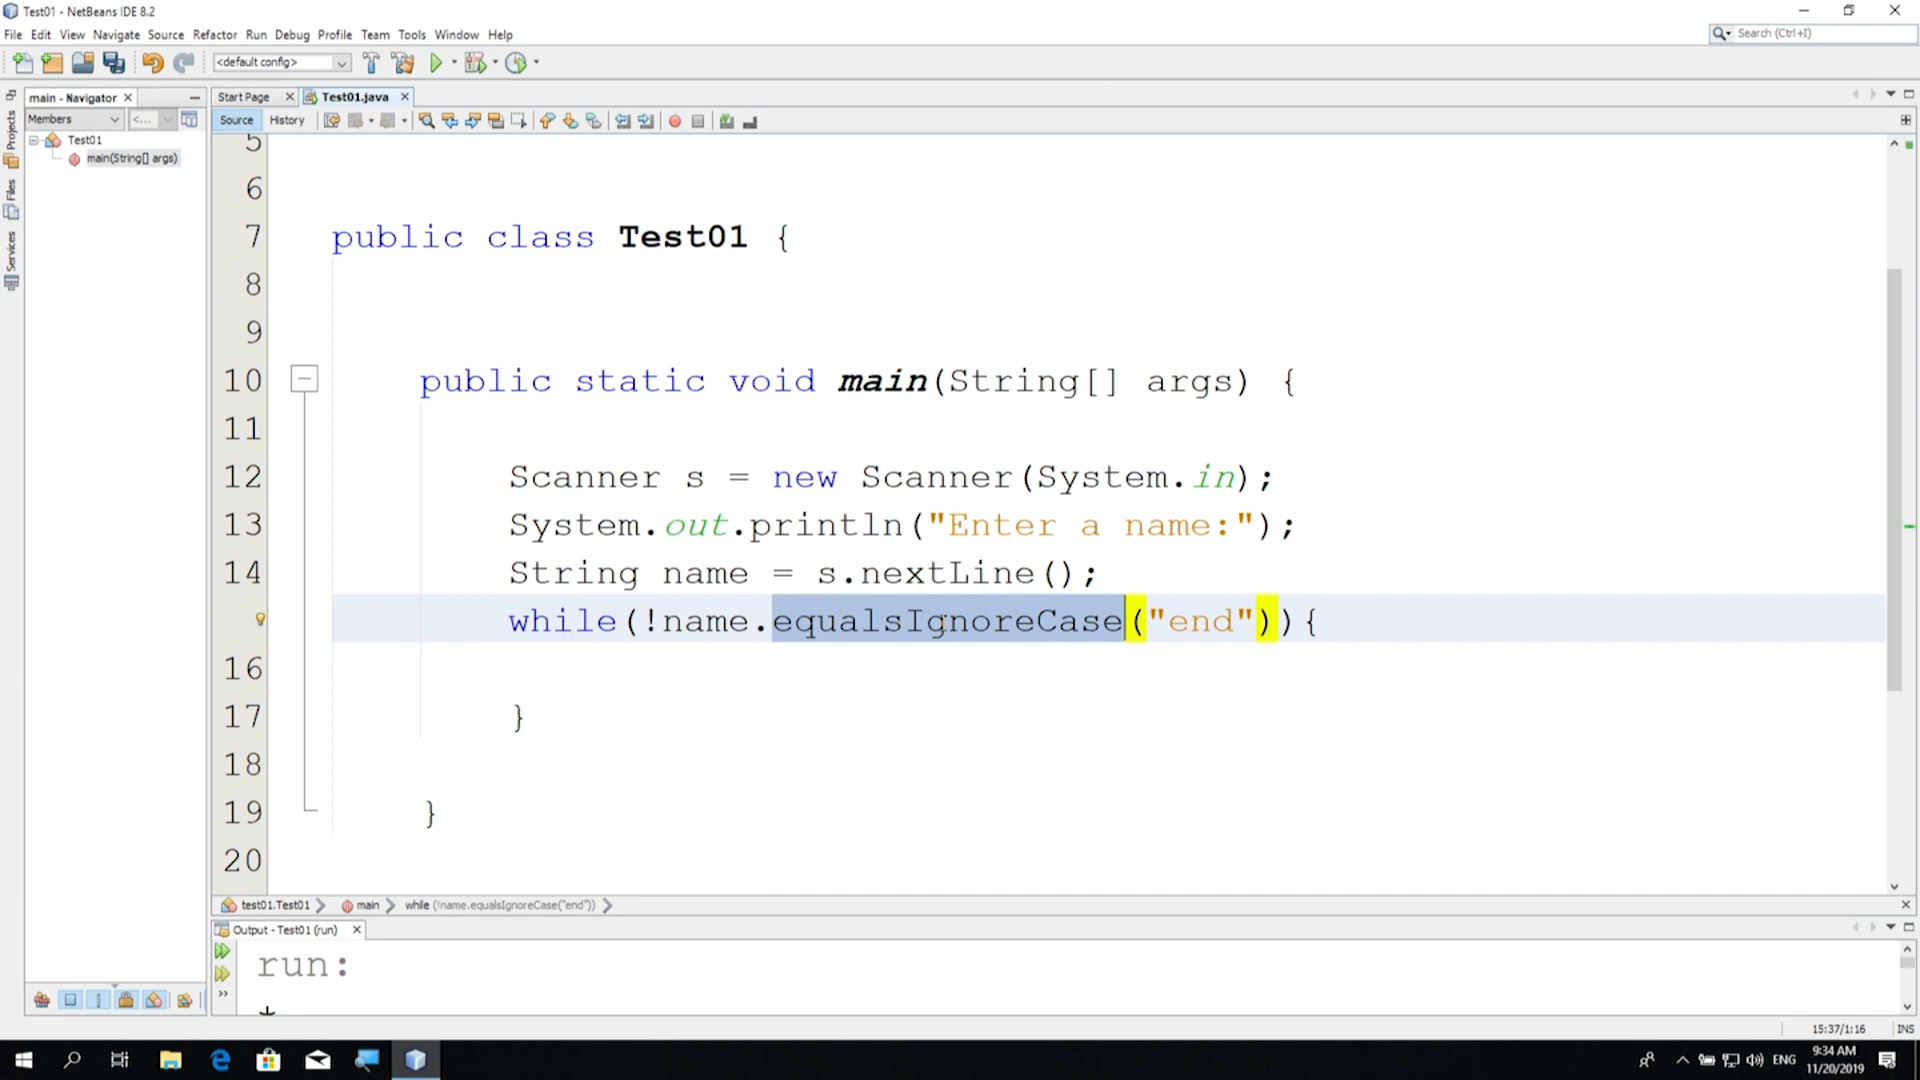 Test01 - NetBeans IDE 8.2
File Edit View Navigate Source Refactor Run Debug Profile Team Tools Window Help
Search (Ctrl+I)
<default config>
main - Navigator
Members
<...
Test01
main(String[] args)
Projects
Files
Services
Start Page
Test01.java
Source
History
5
6
7 public class Test01 {
8
9
10 public static void main(String[] args) {
11
12 Scanner s = new Scanner(System.in);
13 System.out.println("Enter a name:");
14 String name = s.nextLine();
while(!name.equalsIgnoreCase("end")){
16
17 }
18
19 }
20
test01.Test01
main
while (!name.equalsIgnoreCase("end"))
Output - Test01 (run)
run:
15:37/1:16
INS
ENG
9:34 AM
11/20/2019